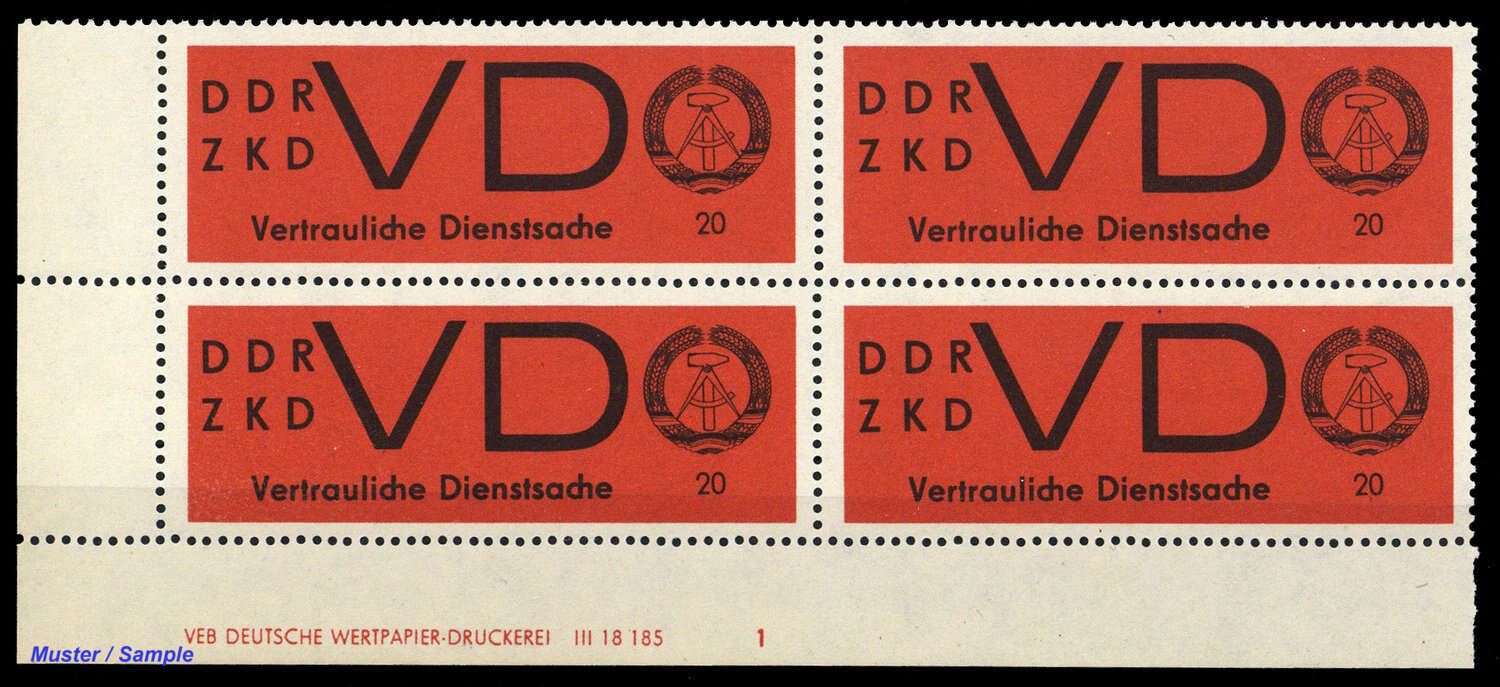 DDR VD
ZKD
Vertrauliche Dienstsache 20
DDR VD
ZKD
Vertrauliche Dienstsache 20
DDR VD
ZKD
Vertrauliche Dienstsache 20
DDR VD
ZKD
Vertrauliche Dienstsache 20
VEB DEUTSCHE WERTPAPIER-DRUCKEREI III 18 185 1
Muster / Sample